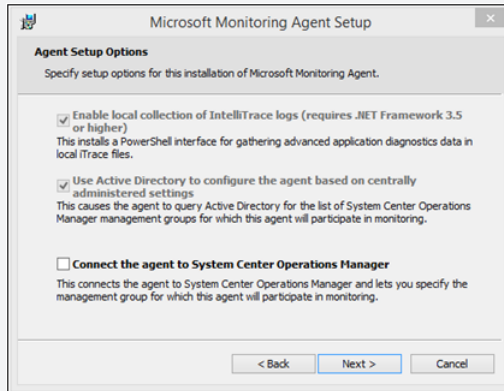 Microsoft Monitoring Agent Setup
Agent Setup Options
Specify setup options for this installation of Microsoft Monitoring Agent.
Enable local collection of IntelliTrace logs (requires .NET Framework 3.5
or higher)
This installs a PowerShell interface for gathering advanced application diagnostics data in
local iTrace files.
Use Active Directory to configure the agent based on centrally
administered settings
This causes the agent to query Active Directory for the list of System Center Operations
Manager management groups for which this agent will participate in monitoring.
Connect the agent to System Center Operations Manager
This connects the agent to System Center Operations Manager and lets you specify the
management group for which this agent will participate in monitoring.
< Back
Next >
Cancel